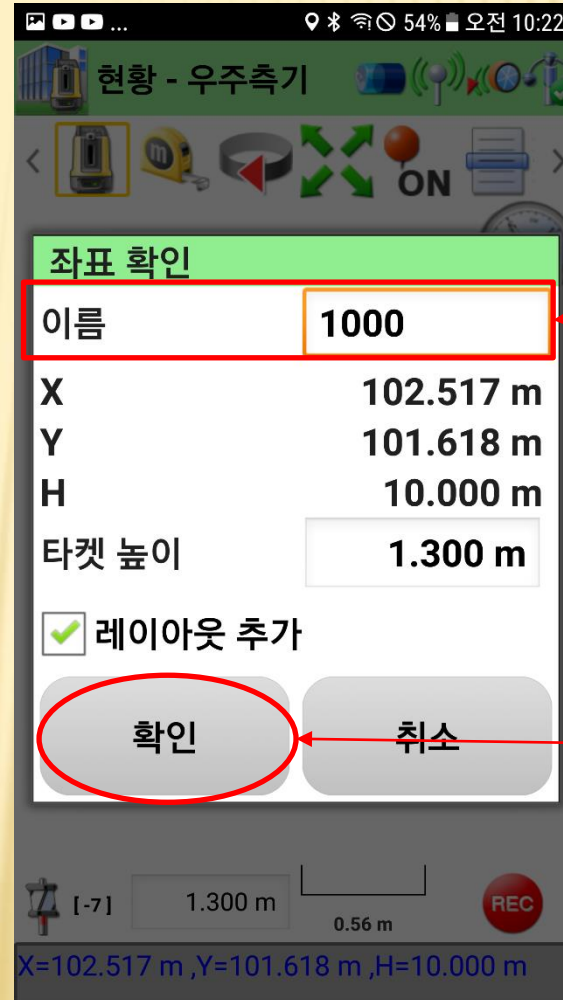 ... 54% 오전 10:22
현황 - 우주측기
m ON
좌표 확인
이름 1000
X 102.517 m
Y 101.618 m
H 10.000 m
타켓 높이 1.300 m
레이아웃 추가
확인 취소
[ -7 ] 1.300 m 0.56 m REC
X=102.517 m ,Y=101.618 m ,H=10.000 m